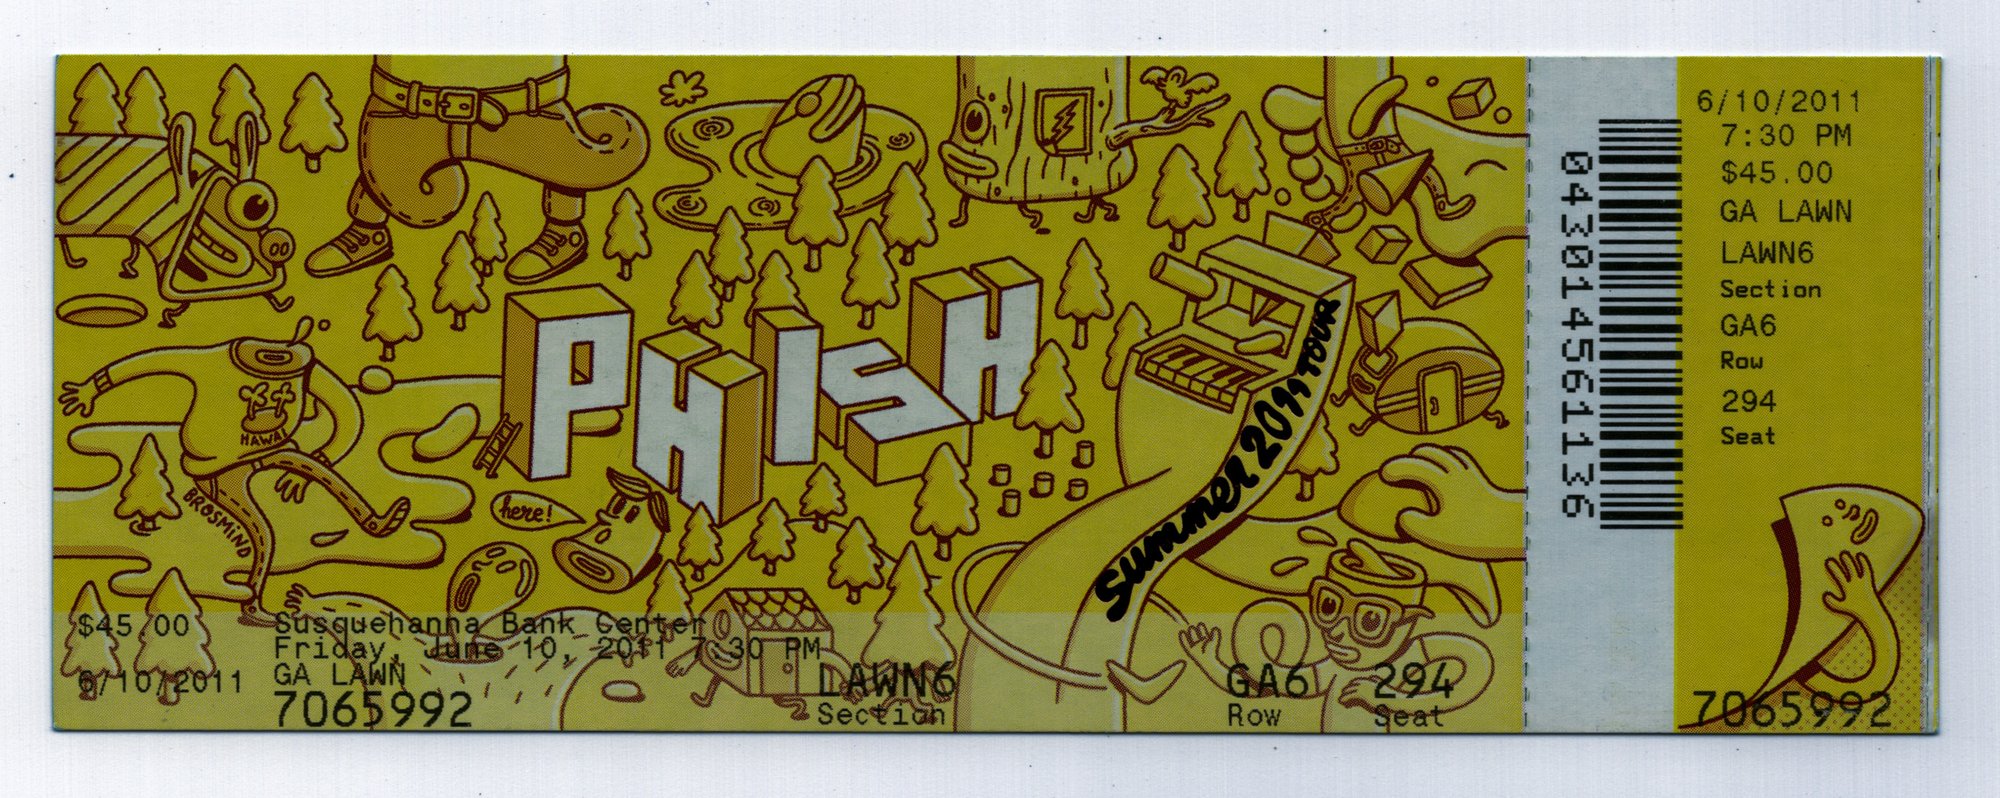 PHISH
SUMMER 2011 TOUR
HAWAI
BROSMIND
here!
$45.00
6/10/2011
Susquehanna Bank Center
Friday, June 10, 2011 7:30 PM
GA LAWN
7065992
LAWN6
Section
GA6
Row
294
Seat
043014561136
6/10/2011
7:30 PM
$45.00
GA LAWN
LAWN6
Section
GA6
Row
294
Seat
7065992